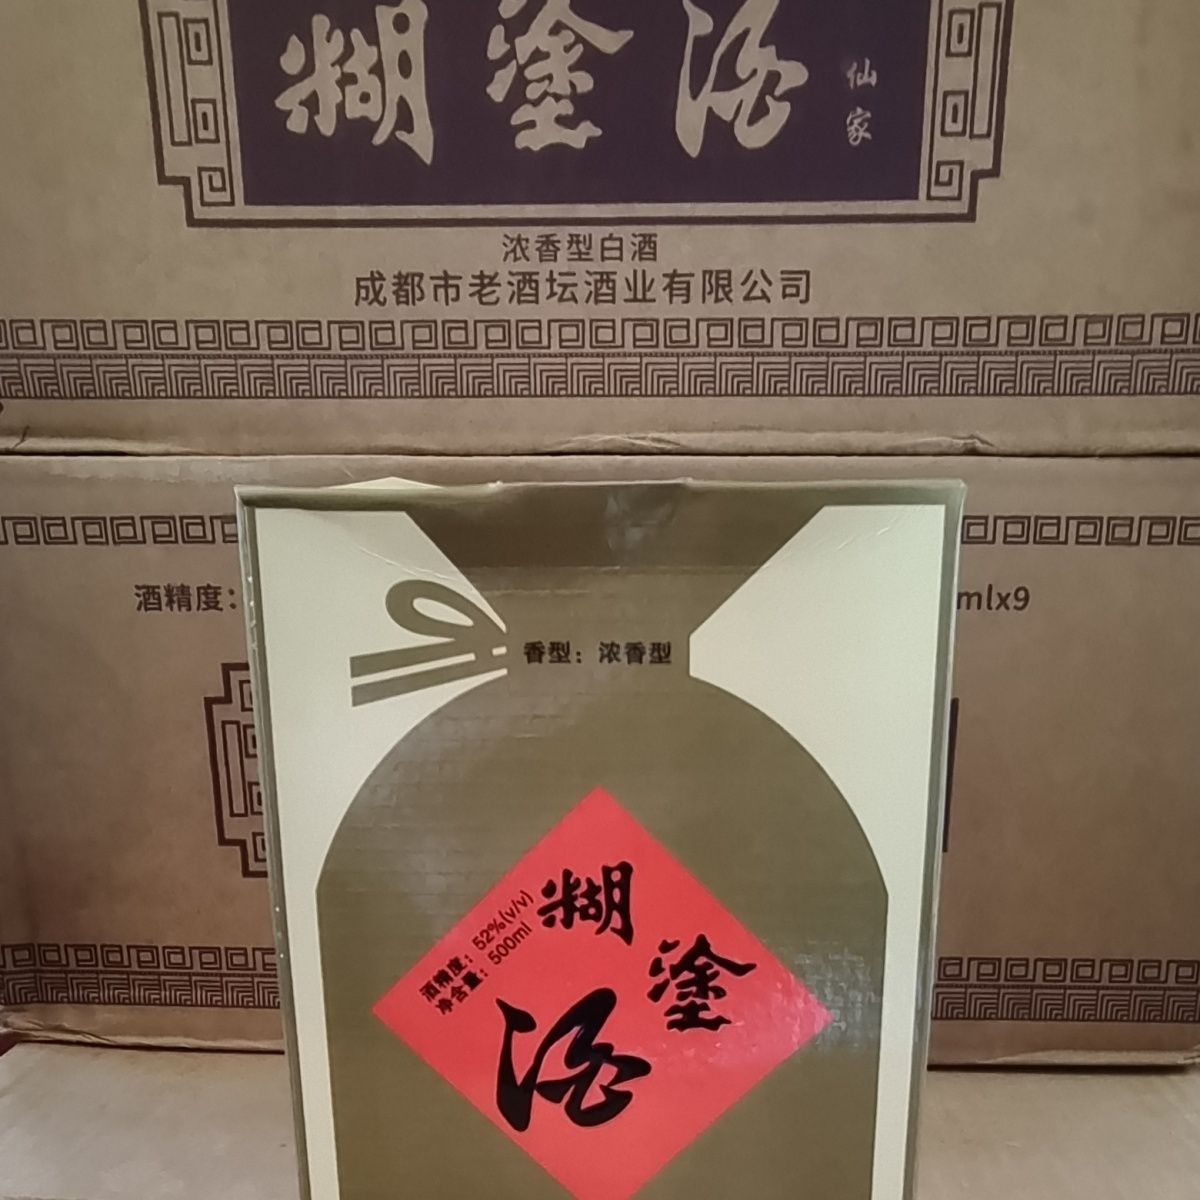 糊塗酒
仙家
浓香型白酒
成都市老酒坛酒业有限公司
酒精度：
mlx9
香型：浓香型
糊塗酒
酒精度：52%(v/v)
净含量：500ml